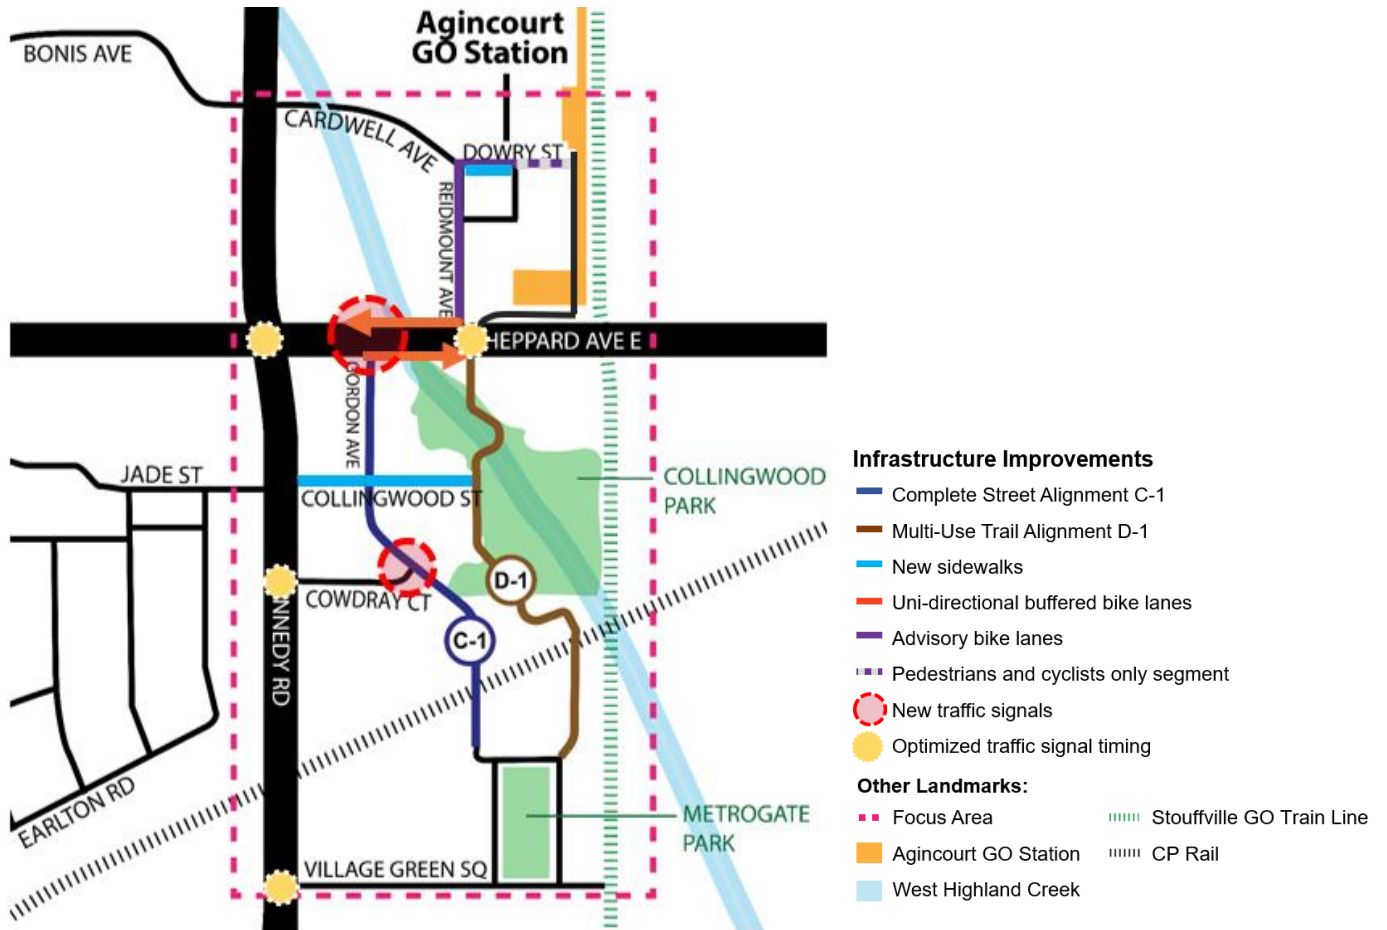 Agincourt
GO Station
BONIS AVE
CARDWELL AVE
DOWRY ST
REIDMOUNT AVE
HEPPARD AVE E
GORDON AVE
JADE ST
COLLINGWOOD ST
COLLINGWOOD
PARK
D-1
COWDRAY CT
C-1
NNEDY RD
EARLTON RD
METROGATE
PARK
VILLAGE GREEN SQ
Infrastructure Improvements
Complete Street Alignment C-1
Multi-Use Trail Alignment D-1
New sidewalks
Uni-directional buffered bike lanes
Advisory bike lanes
Pedestrians and cyclists only segment
New traffic signals
Optimized traffic signal timing
Other Landmarks:
Focus Area
Stouffville GO Train Line
Agincourt GO Station
CP Rail
West Highland Creek